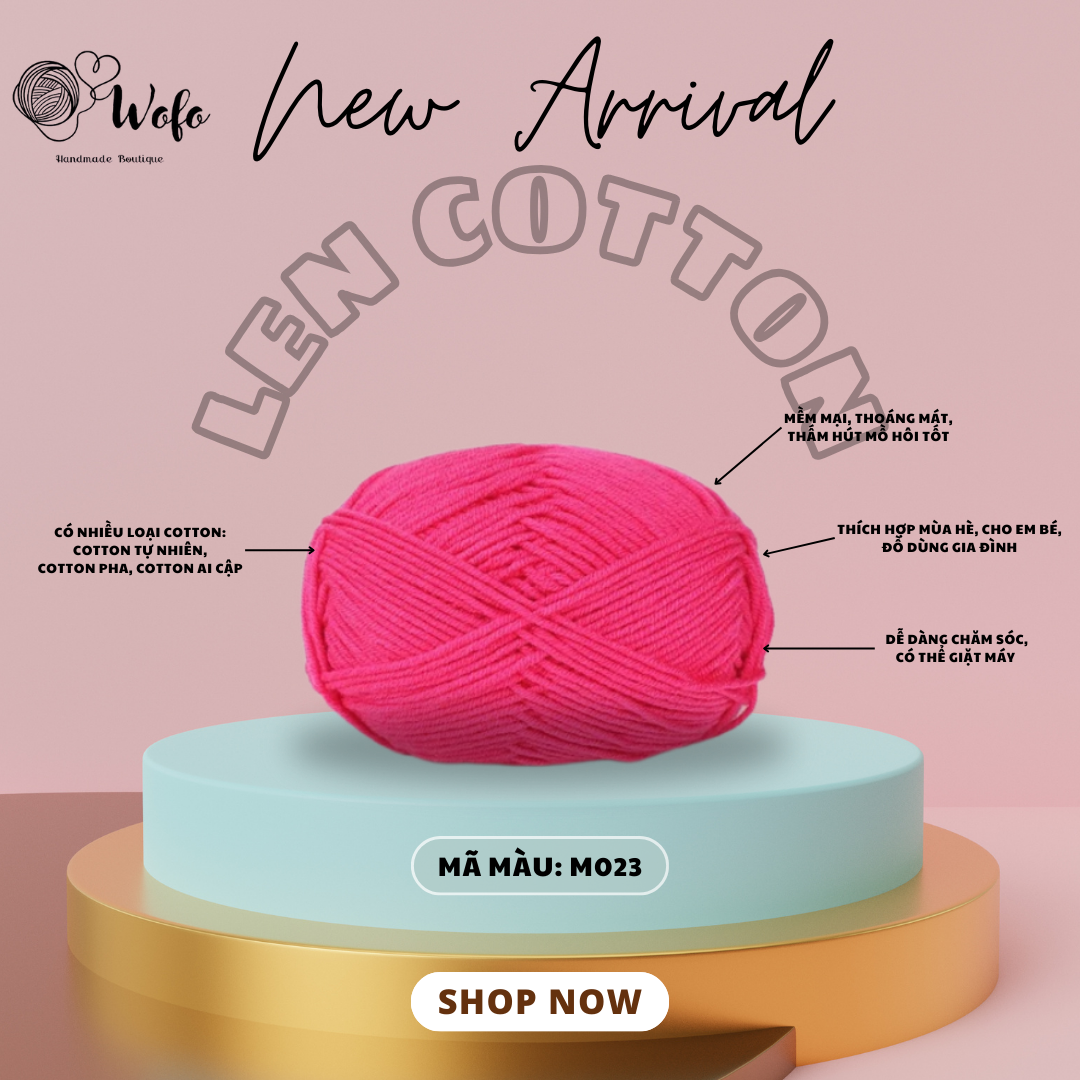 Wofo
Handmade Boutique
New Arrival
LEN COTTON
MỀM MẠI, THOÁNG MÁT,
THẤM HÚT MỒ HÔI TỐT
CÓ NHIỀU LOẠI COTTON:
COTTON TỰ NHIÊN,
COTTON PHA, COTTON AI CẬP
THÍCH HỢP MÙA HÈ, CHO EM BÉ,
ĐỒ DÙNG GIA ĐÌNH
DỄ DÀNG CHĂM SÓC,
CÓ THỂ GIẶT MÁY
MÃ MÀU: M023
SHOP NOW